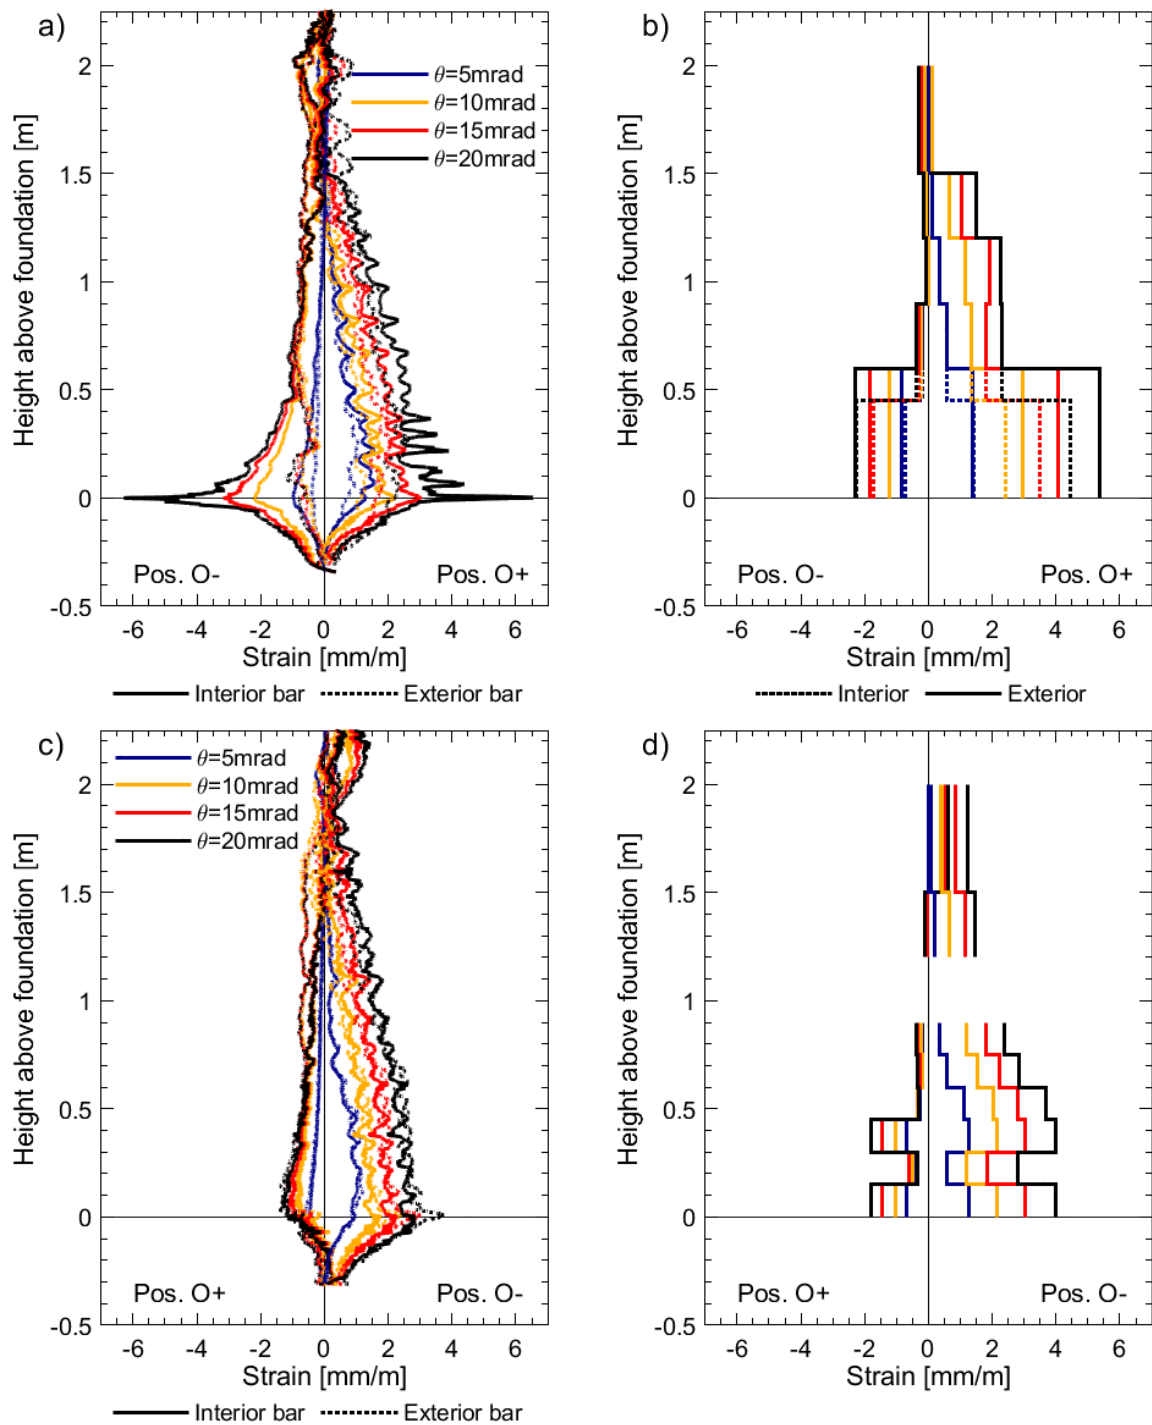 a)
Height above foundation [m]
2
1.5
1
0.5
0
-0.5
θ=5mrad
θ=10mrad
θ=15mrad
θ=20mrad
Pos. O-
Pos. O+
-6 -4 -2 0 2 4 6
Strain [mm/m]
Interior bar
Exterior bar
b)
Height above foundation [m]
2
1.5
1
0.5
0
-0.5
Pos. O-
Pos. O+
-6 -4 -2 0 2 4 6
Strain [mm/m]
Interior
Exterior
c)
Height above foundation [m]
2
1.5
1
0.5
0
-0.5
θ=5mrad
θ=10mrad
θ=15mrad
θ=20mrad
Pos. O+
Pos. O-
-6 -4 -2 0 2 4 6
Strain [mm/m]
Interior bar
Exterior bar
d)
Height above foundation [m]
2
1.5
1
0.5
0
-0.5
Pos. O+
Pos. O-
-6 -4 -2 0 2 4 6
Strain [mm/m]